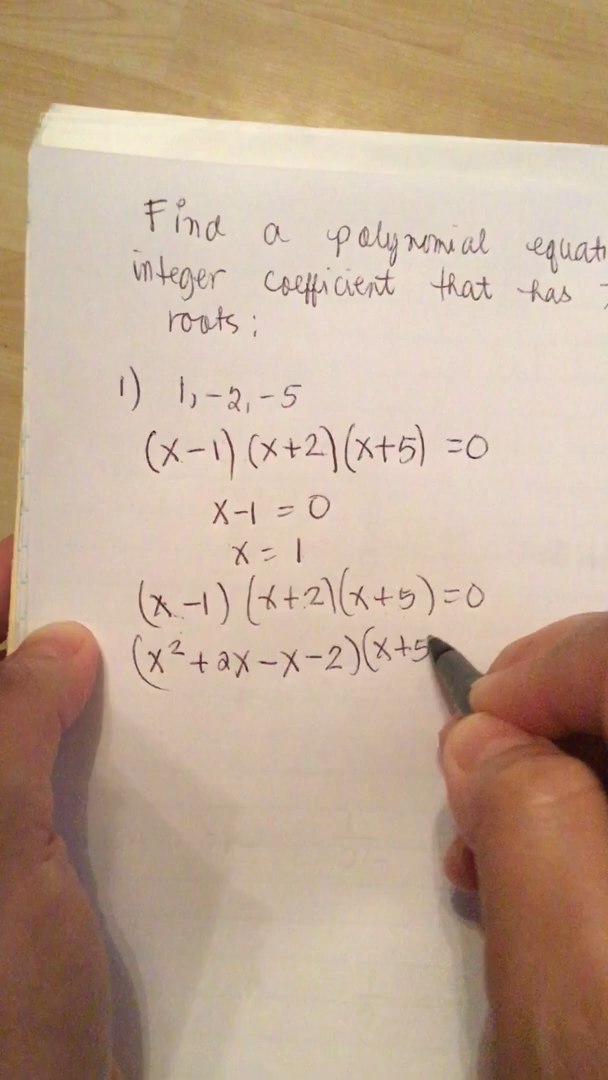 Find a polynomial
integer coefficient that has
roots:
1) 1, -2, -5
(x-1)(x+2)(x+5) =0
x-1 = 0
x = 1
(x-1)(x+2)(x+5)=0
(x²+2x-x-2)(x+5